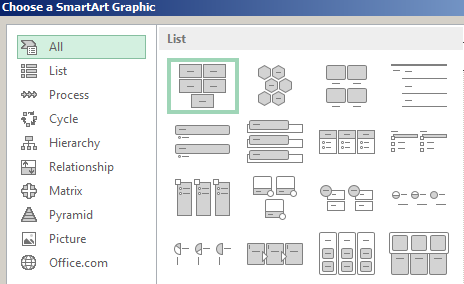 Choose a SmartArt Graphic
All
List
Process
Cycle
Hierarchy
Relationship
Matrix
Pyramid
Picture
Office.com
List